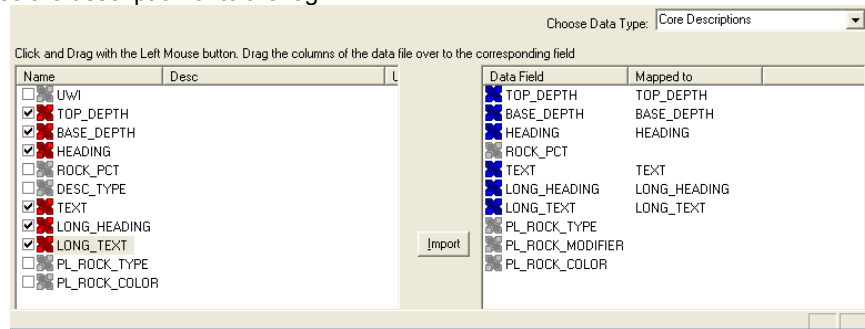 Choose Data Type: Core Descriptions
Click and Drag with the Left Mouse button. Drag the columns of the data file over to the corresponding field
Name Desc
UWI
TOP_DEPTH
BASE_DEPTH
HEADING
ROCK_PCT
DESC_TYPE
TEXT
LONG_HEADING
LONG_TEXT
PL_ROCK_TYPE
PL_ROCK_COLOR
Import
Data Field Mapped to
TOP_DEPTH TOP_DEPTH
BASE_DEPTH BASE_DEPTH
HEADING HEADING
ROCK_PCT
TEXT TEXT
LONG_HEADING LONG_HEADING
LONG_TEXT LONG_TEXT
PL_ROCK_TYPE
PL_ROCK_MODIFIER
PL_ROCK_COLOR